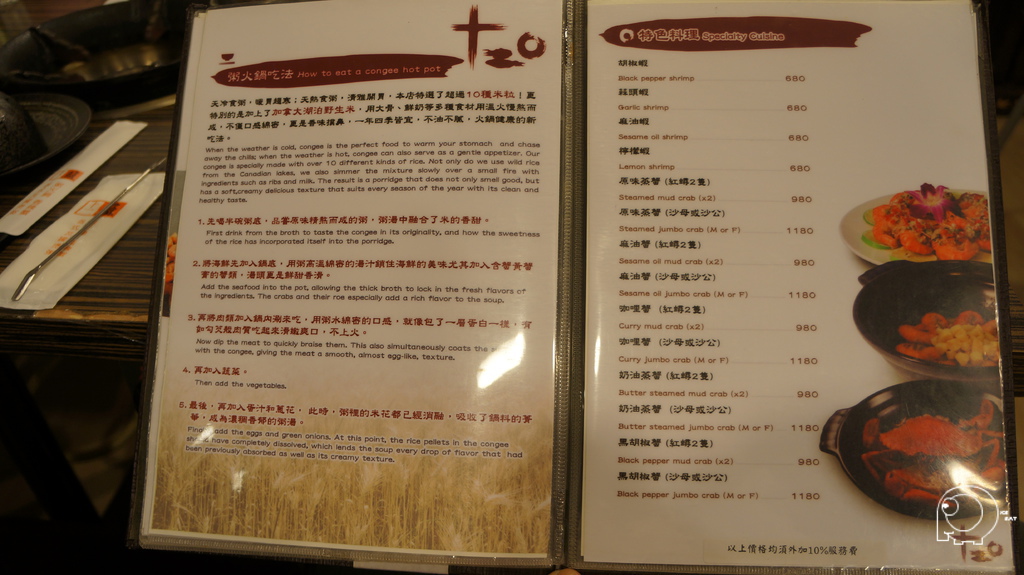 粥火鍋吃法 How to eat a congee hot pot
天冷食粥，暖胃趨寒；天熱食粥，清雅開胃，本店特選了超過10種米粒！更
特別的是加上了加拿大湖泊野生米，用大骨、鮮奶等多種食材用溫火慢熬而
成，不僅口感綿密，更是香味撲鼻，一年四季皆宜，不油不膩，火鍋健康的新
吃法。
When the weather is cold, congee is the perfect food to warm your stomach and chase
away the chills; when the weather is hot, congee can also serve as a gentle appetizer. Our
congee is specially made with over 10 different kinds of rice. Not only do we use wild rice
from the Canadian lakes, we also simmer the mixture slowly over a small fire with
ingredients such as ribs and milk. The result is a porridge that does not only smell good, but
has a soft,creamy delicious texture that suits every season of the year with its clean and
healthy taste.
1. 先喝半碗粥底，品嘗原味精熬而成的粥，粥湯中融合了米的香甜。
First drink from the broth to taste the congee in its originality, and how the sweetness
of the rice has incorporated itself into the porridge.
2. 將海鮮先加入鍋底，用粥高溫綿密的湯汁鎖住海鮮的美味尤其加入含蟹黃蟹
膏的蟹類，湯頭更是鮮甜香滑。
Add the seafood into the pot, allowing the thick broth to lock in the fresh flavors of
the ingredients. The crabs and their roe especially add a rich flavor to the soup.
3. 再將肉類加入鍋內涮來吃，用粥水綿密的口感，就像包了一層蛋白一樣，有
如勾芡般肉質吃起來滑嫩爽口，不上火。
Now dip the meat to quickly braise them. This also simultaneously coats the
with the congee, giving the meat a smooth, almost egg-like, texture.
4. 再加入蔬菜。
Then add the vegetables.
5. 最後，再加入蛋汁和蔥花，此時，粥裡的米花都已經消融，吸收了鍋料的菁
華，成為濃稠香郁的粥湯。
Finally add the eggs and green onions. At this point, the rice pellets in the congee
should have completely dissolved, which lends the soup every drop of flavor that had
been previously absorbed as well as its creamy texture.
特色料理 Specialty Cuisine
胡椒蝦
Black pepper shrimp 680
蒜頭蝦
Garlic shrimp 680
麻油蝦
Sesame oil shrimp 680
檸檬蝦
Lemon shrimp 680
原味蒸蟹 (紅蟳2隻)
Steamed mud crab (x2) 980
原味蒸蟹 (沙母或沙公)
Steamed jumbo crab (M or F) 1180
麻油蟹 (紅蟳2隻)
Sesame oil mud crab (x2) 980
麻油蟹 (沙母或沙公)
Sesame oil jumbo crab (M or F) 1180
咖哩蟹 (紅蟳2隻)
Curry mud crab (x2) 980
咖哩蟹 (沙母或沙公)
Curry jumbo crab (M or F) 1180
奶油蒸蟹 (紅蟳2隻)
Butter steamed mud crab (x2) 980
奶油蒸蟹 (沙母或沙公)
Butter steamed jumbo crab (M or F) 1180
黑胡椒蟹 (紅蟳2隻)
Black pepper mud crab (x2) 980
黑胡椒蟹 (沙母或沙公)
Black pepper jumbo crab (M or F) 1180
以上價格均須外加10%服務費